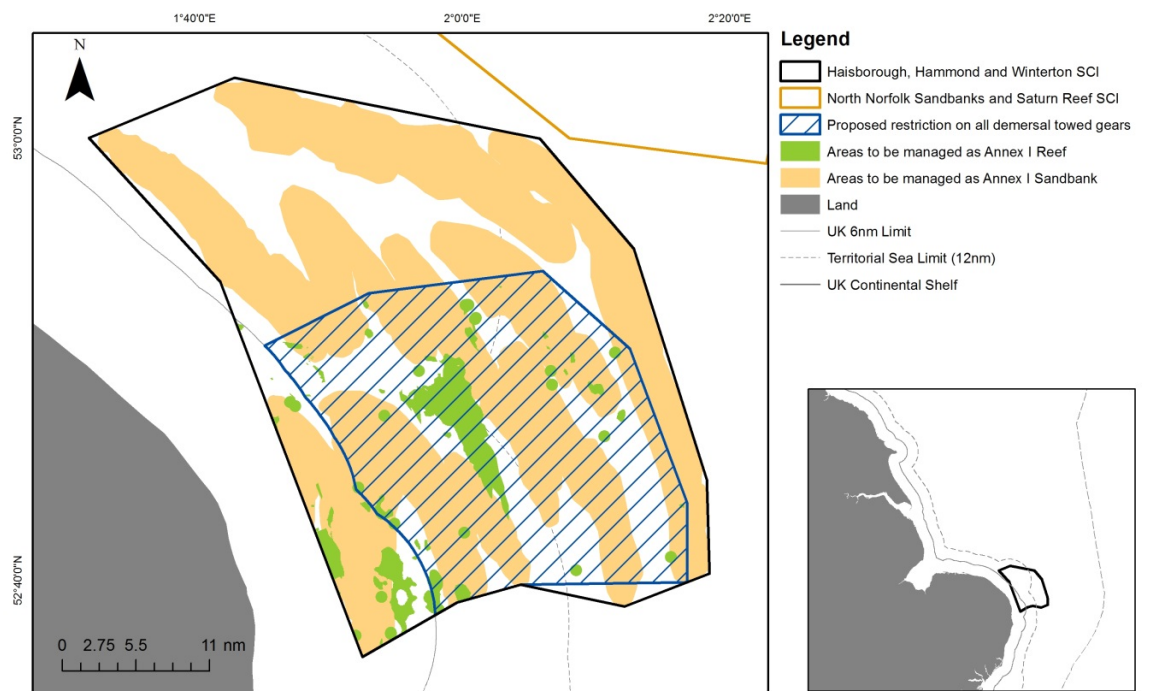 1°40'0"E
2°0'0"E
2°20'0"E
N
53°0'0"N
52°40'0"N
0 2.75 5.5 11 nm
Legend
Haisborough, Hammond and Winterton SCI
North Norfolk Sandbanks and Saturn Reef SCI
Proposed restriction on all demersal towed gears
Areas to be managed as Annex I Reef
Areas to be managed as Annex I Sandbank
Land
UK 6nm Limit
Territorial Sea Limit (12nm)
UK Continental Shelf